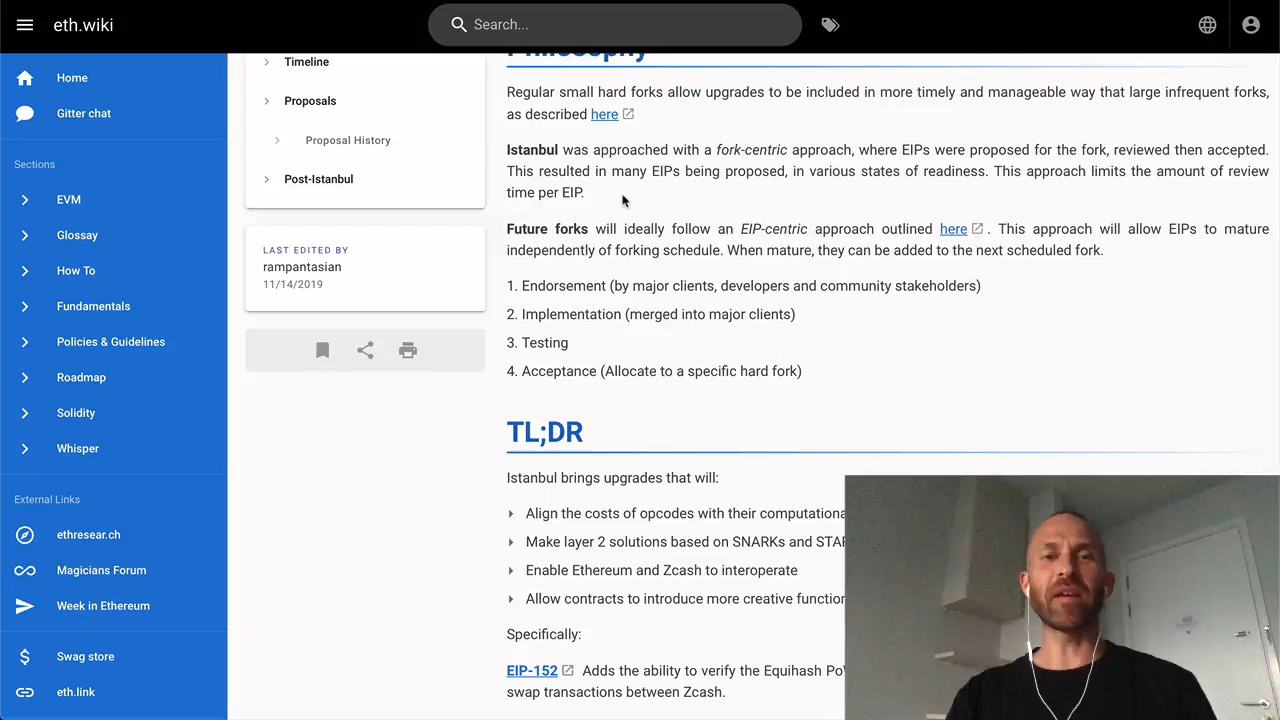 eth.wiki
Search...
Home
Gitter chat
Sections
EVM
Glossay
How To
Fundamentals
Policies & Guidelines
Roadmap
Solidity
Whisper
External Links
ethresear.ch
Magicians Forum
Week in Ethereum
Swag store
eth.link
Timeline
Proposals
Proposal History
Post-Istanbul
LAST EDITED BY
rampantasian
11/14/2019
Philosophy
Regular small hard forks allow upgrades to be included in more timely and manageable way that large infrequent forks,
as described here
Istanbul was approached with a fork-centric approach, where EIPs were proposed for the fork, reviewed then accepted.
This resulted in many EIPs being proposed, in various states of readiness. This approach limits the amount of review
time per EIP.
Future forks will ideally follow an EIP-centric approach outlined here . This approach will allow EIPs to mature
independently of forking schedule. When mature, they can be added to the next scheduled fork.
1. Endorsement (by major clients, developers and community stakeholders)
2. Implementation (merged into major clients)
3. Testing
4. Acceptance (Allocate to a specific hard fork)
TL;DR
Istanbul brings upgrades that will:
Align the costs of opcodes with their computationa
Make layer 2 solutions based on SNARKs and STAR
Enable Ethereum and Zcash to interoperate
Allow contracts to introduce more creative function
Specifically:
EIP-152 Adds the ability to verify the Equihash PoW
swap transactions between Zcash.